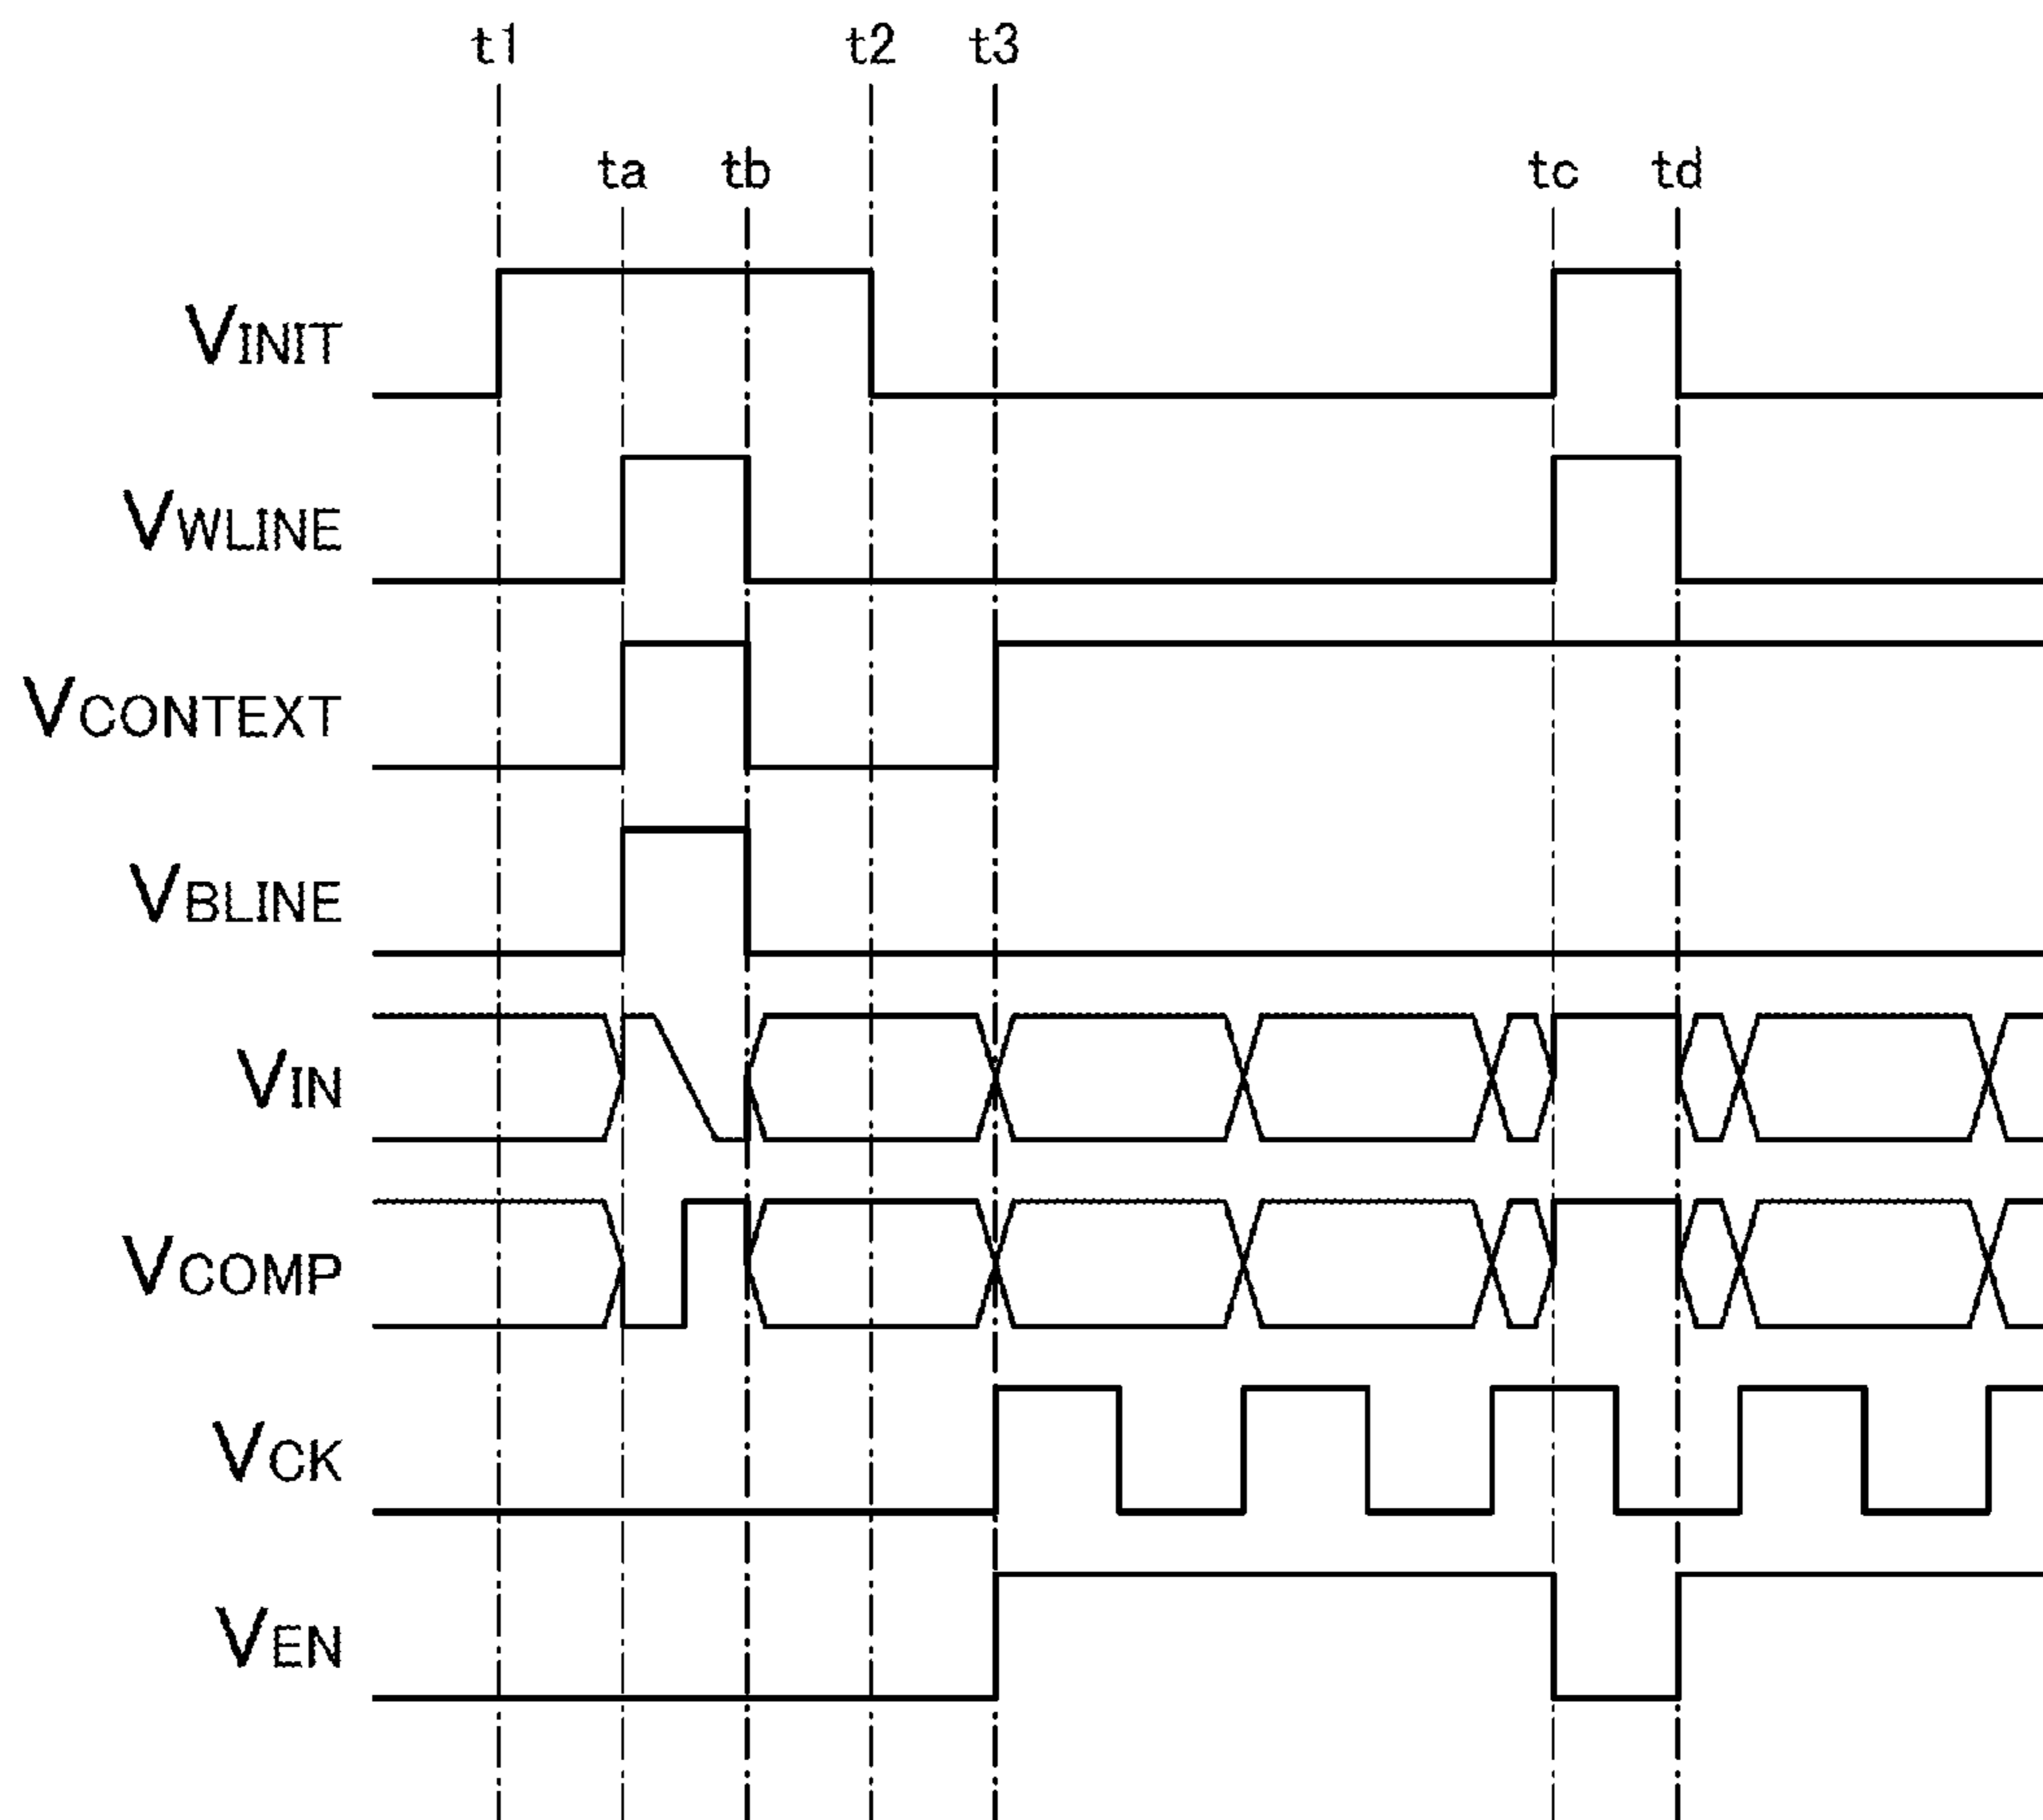 t1 t2 t3
ta tb tc td
VINIT
VWLINE
VCONTEXT
VBLINE
VIN
VCOMP
VCK
VEN